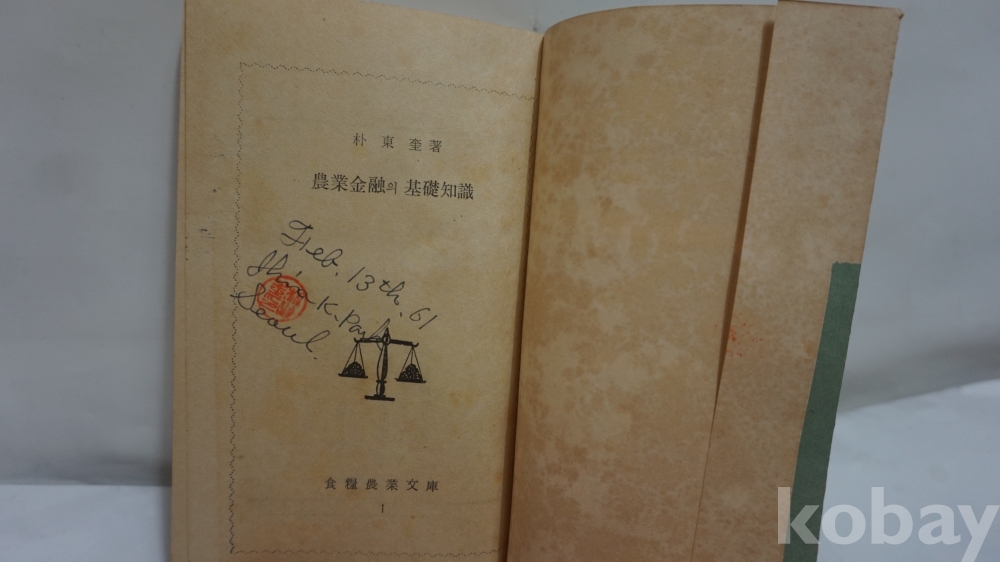 朴東奎著
農業金融의 基礎知識
Feb. 13th. 61
K. Park
Seoul.
食糧農業文庫
1
kobay